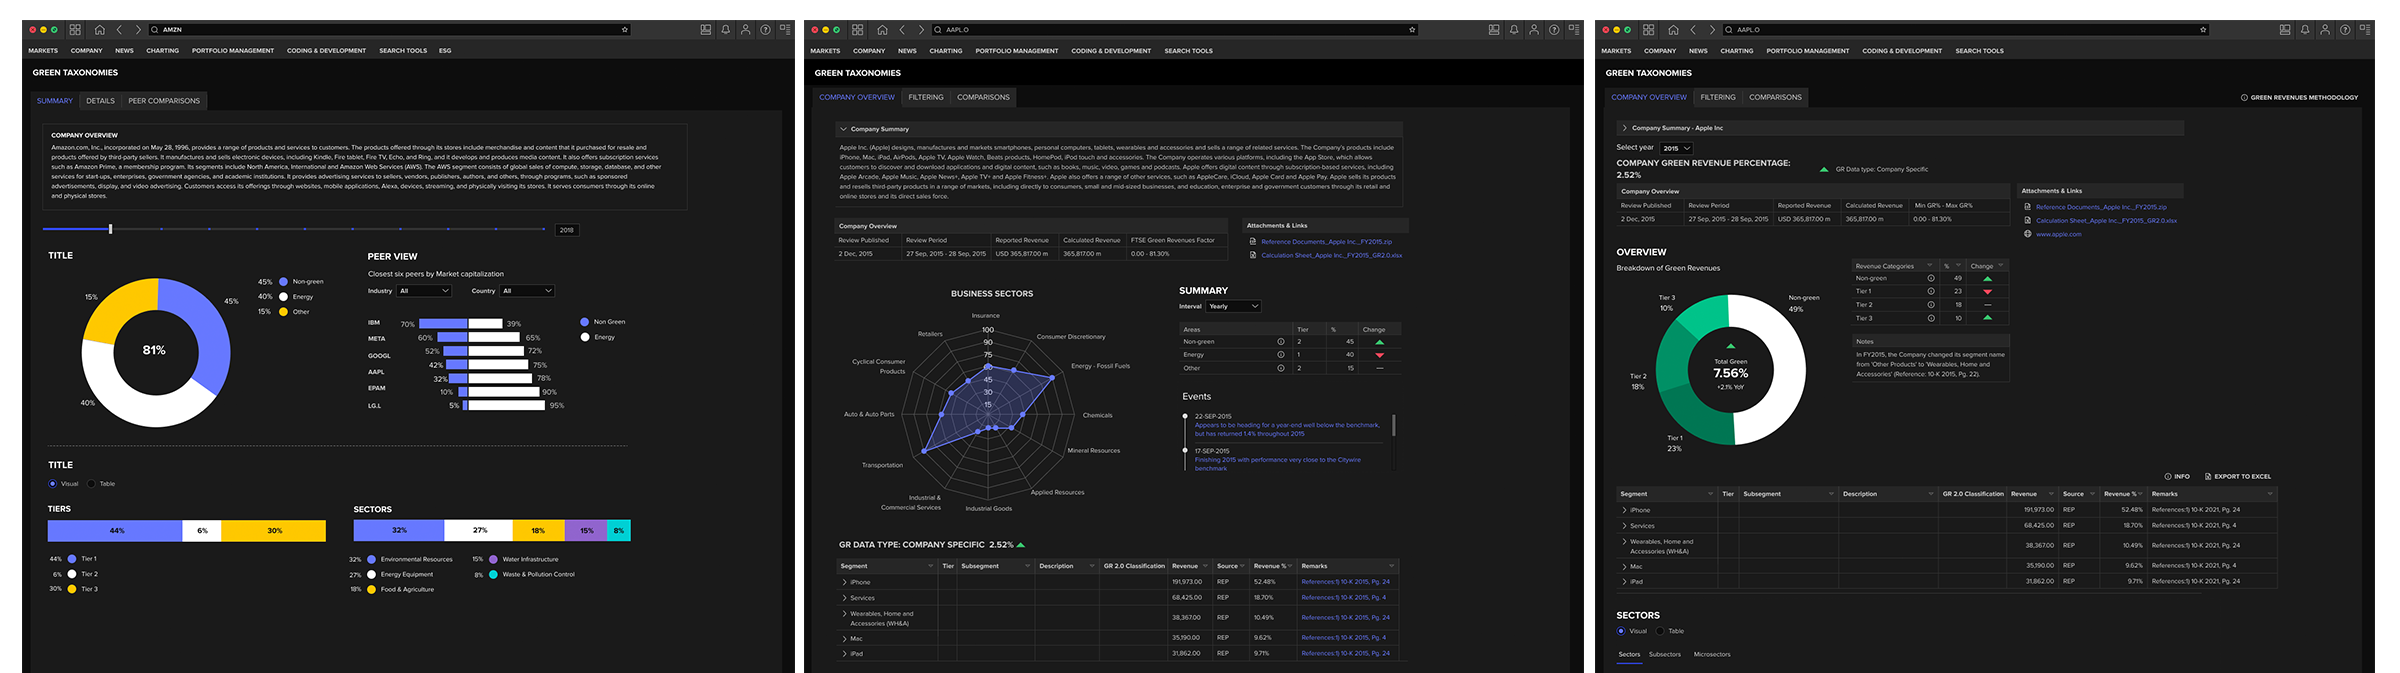 AMZN
MARKETS COMPANY NEWS CHARTING PORTFOLIO MANAGEMENT CODING & DEVELOPMENT SEARCH TOOLS ESG
GREEN TAXONOMIES
SUMMARY DETAILS PEER COMPARISONS
COMPANY OVERVIEW
Amazon.com, Inc., incorporated on May 28, 1996, provides a range of products and services to customers. The products offered through its stores include merchandise and content that it purchased for resale and
products offered by third-party sellers. It manufactures and sells electronic devices, including Kindle, Fire tablet, Fire TV, Echo, and Ring, and it develops and produces media content. It also offers subscription services
such as Amazon Prime, a membership program. Its segments include North America, International and Amazon Web Services (AWS). The AWS segment consists of global sales of compute, storage, database, and other
services for start-ups, enterprises, government agencies, and academic institutions. It provides advertising services to sellers, vendors, publishers, authors, and others, through programs, such as sponsored
advertisements, display, and video advertising. Customers access its offerings through websites, mobile applications, Alexa, devices, streaming, and physically visiting its stores. It serves consumers through its online
and physical stores.
2018
TITLE
45% Non-green
40% Energy
15% Other
15%
45%
81%
40%
PEER VIEW
Closest six peers by Market capitalization
Industry All Country All
IBM 70% 39%
META 60% 65%
GOOGL 52% 72%
AAPL 42% 75%
32% 78%
EPAM 10% 90%
LG.L 5% 95%
Non Green
Energy
TITLE
Visual Table
TIERS
44% 6% 30%
44% Tier 1
6% Tier 2
30% Tier 3
SECTORS
32% 27% 18% 15% 8%
32% Environmental Resources 15% Water Infrastructure
27% Energy Equipment 8% Waste & Pollution Control
18% Food & Agriculture
AAPL.O
MARKETS COMPANY NEWS CHARTING PORTFOLIO MANAGEMENT CODING & DEVELOPMENT SEARCH TOOLS
GREEN TAXONOMIES
COMPANY OVERVIEW FILTERING COMPARISONS
Company Summary
Apple Inc. (Apple) designs, manufactures and markets smartphones, personal computers, tablets, wearables and accessories and sells a range of related services. The Company's products include
iPhone, Mac, iPad, AirPods, Apple TV, Apple Watch, Beats products, HomePod, iPod touch and accessories. The Company operates various platforms, including the App Store, which allows
customers to discover and download applications and digital content, such as books, music, video, games and podcasts. Apple offers digital content through subscription-based services, including
Apple Arcade, Apple Music, Apple News+, Apple TV+ and Apple Fitness+. Apple also offers a range of other services, such as AppleCare, iCloud, Apple Card and Apple Pay. Apple sells its products
and resells third-party products in a range of markets, including directly to consumers, small and mid-sized businesses, and education, enterprise and government customers through its retail and
online stores and its direct sales force.
Company Overview
Review Published Review Period Reported Revenue Calculated Revenue FTSE Green Revenues Factor
2 Dec, 2015 27 Sep, 2015 - 28 Sep, 2015 USD 365,817.00 m 365,817.00 m 0.00 - 81.30%
Attachments & Links
Reference Documents_Apple Inc._FY2015.zip
Calculation Sheet_Apple Inc._FY2015_GR2.0.xlsx
BUSINESS SECTORS
Insurance
Consumer Discretionary
Energy - Fossil Fuels
Chemicals
Mineral Resources
Applied Resources
Industrial Goods
Industrial &
Commercial Services
Transportation
Auto & Auto Parts
Cyclical Consumer
Products
Retailers
100
90
75
60
45
30
15
SUMMARY
Interval Yearly
Areas Tier % Change
Non-green 2 45
Energy 1 40
Other 2 15 —
Events
22-SEP-2015
Appears to be heading for a year-end well below the benchmark,
but has returned 1.4% throughout 2015
17-SEP-2015
Finishing 2015 with performance very close to the Citywire
benchmark
GR DATA TYPE: COMPANY SPECIFIC 2.52%
Segment Tier Subsegment Description GR 2.0 Classification Revenue Source Revenue % Remarks
iPhone 191,973.00 REP 52.48% References:1) 10-K 2015, Pg. 24
Services 68,425.00 REP 18.70% References:1) 10-K 2015, Pg. 4
Wearables, Home and
Accessories (WH&A) 38,367.00 REP 10.49% References:1) 10-K 2015, Pg. 24
Mac 35,190.00 REP 9.62% References:1) 10-K 2015, Pg. 4
iPad 31,862.00 REP 9.71% References:1) 10-K 2015, Pg. 24
AAPL.O
MARKETS COMPANY NEWS CHARTING PORTFOLIO MANAGEMENT CODING & DEVELOPMENT SEARCH TOOLS
GREEN TAXONOMIES
COMPANY OVERVIEW FILTERING COMPARISONS
GREEN REVENUES METHODOLOGY
Company Summary - Apple Inc
Select year 2015
COMPANY GREEN REVENUE PERCENTAGE:
2.52%
GR Data type: Company Specific
Company Overview
Review Published Review Period Reported Revenue Calculated Revenue Min GR% - Max GR%
2 Dec, 2015 27 Sep, 2015 - 28 Sep, 2015 USD 365,817.00 m 365,817.00 m 0.00 - 81.30%
Attachments & Links
Reference Documents_Apple Inc._FY2015.zip
Calculation Sheet_Apple Inc._FY2015_GR2.0.xlsx
www.apple.com
OVERVIEW
Breakdown of Green Revenues
Tier 3
10%
Non-green
49%
Tier 2
18%
Tier 1
23%
Total Green
7.56%
+2.1% YoY
Revenue Categories % Change
Non-green 49
Tier 1 23
Tier 2 18 —
Tier 3 10
Notes
In FY2015, the Company changed its segment name
from 'Other Products' to 'Wearables, Home and
Accessories' (Reference: 10-K 2015, Pg. 22).
INFO EXPORT TO EXCEL
Segment Tier Subsegment Description GR 2.0 Classification Revenue Source Revenue % Remarks
iPhone 191,973.00 REP 52.48% References:1) 10-K 2021, Pg. 24
Services 68,425.00 REP 18.70% References:1) 10-K 2021, Pg. 4
Wearables, Home and
Accessories (WH&A) 38,367.00 REP 10.49% References:1) 10-K 2021, Pg. 24
Mac 35,190.00 REP 9.62% References:1) 10-K 2021, Pg. 4
iPad 31,862.00 REP 9.71% References:1) 10-K 2021, Pg. 24
SECTORS
Visual Table
Sectors Subsectors Microsectors